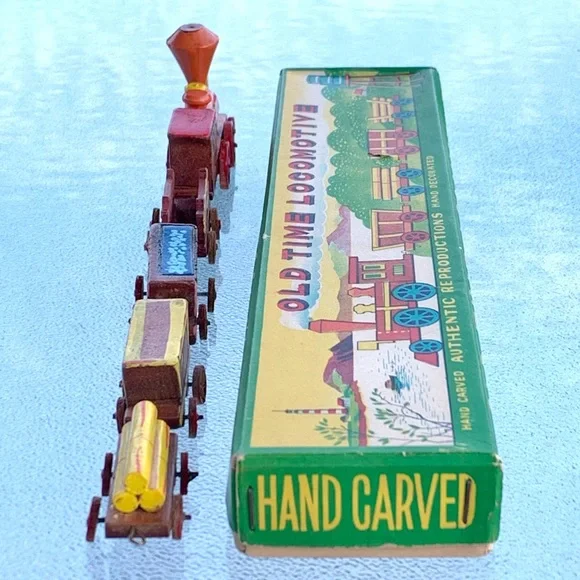 OLD TIME LOCOMOTIVE
HAND CARVED AUTHENTIC REPRODUCTIONS HAND DECORATED
HAND CARVED